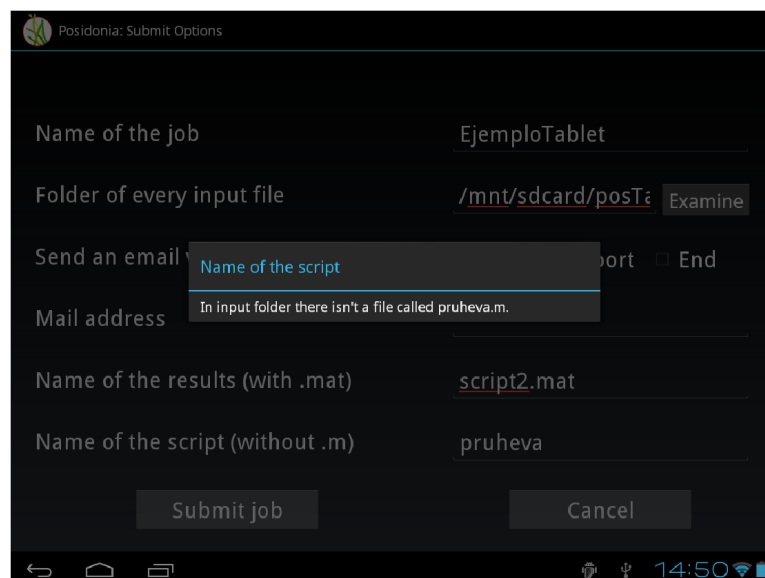 Posidonia: Submit Options
Name of the job EjemploTablet
Folder of every input file /mnt/sdcard/posTa Examine
Send an email ort End
Name of the script
In input folder there isn't a file called pruheva.m.
Mail address
Name of the results (with .mat) script2.mat
Name of the script (without .m) pruheva
Submit job Cancel
14:50